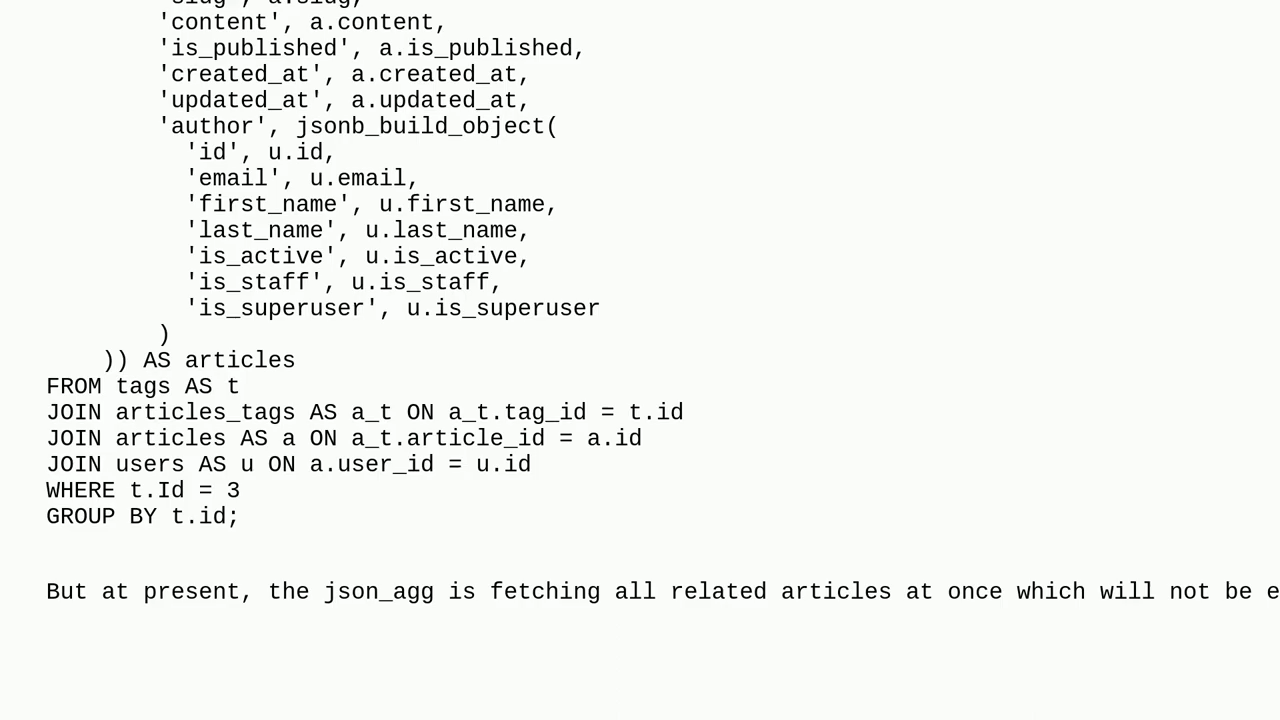 'content', a.content,
'is_published', a.is_published,
'created_at', a.created_at,
'updated_at', a.updated_at,
'author', jsonb_build_object(
'id', u.id,
'email', u.email,
'first_name', u.first_name,
'last_name', u.last_name,
'is_active', u.is_active,
'is_staff', u.is_staff,
'is_superuser', u.is_superuser
)
)) AS articles
FROM tags AS t
JOIN articles_tags AS a_t ON a_t.tag_id = t.id
JOIN articles AS a ON a_t.article_id = a.id
JOIN users AS u ON a.user_id = u.id
WHERE t.Id = 3
GROUP BY t.id;
But at present, the json_agg is fetching all related articles at once which will not be